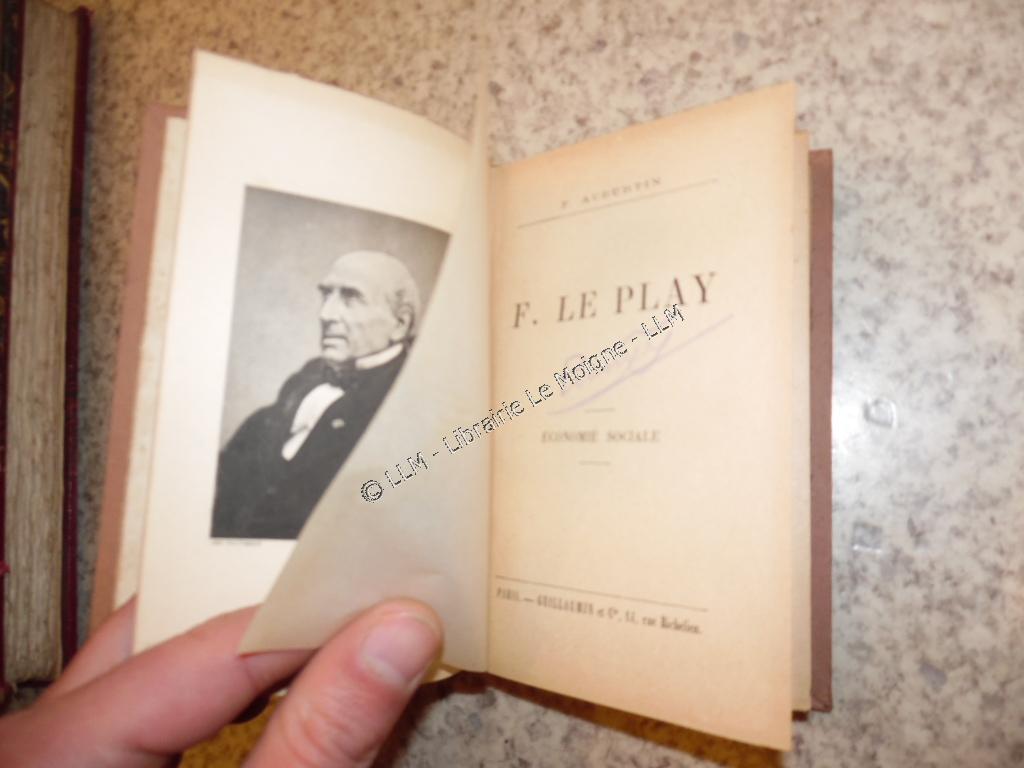 F. AUBURTIN
F. LE PLAY
ÉCONOMIE SOCIALE
PARIS. — GUILLAUMIN et Cie, 14, rue Richelieu.
© LLM - Librairie Le Moigne - LLM